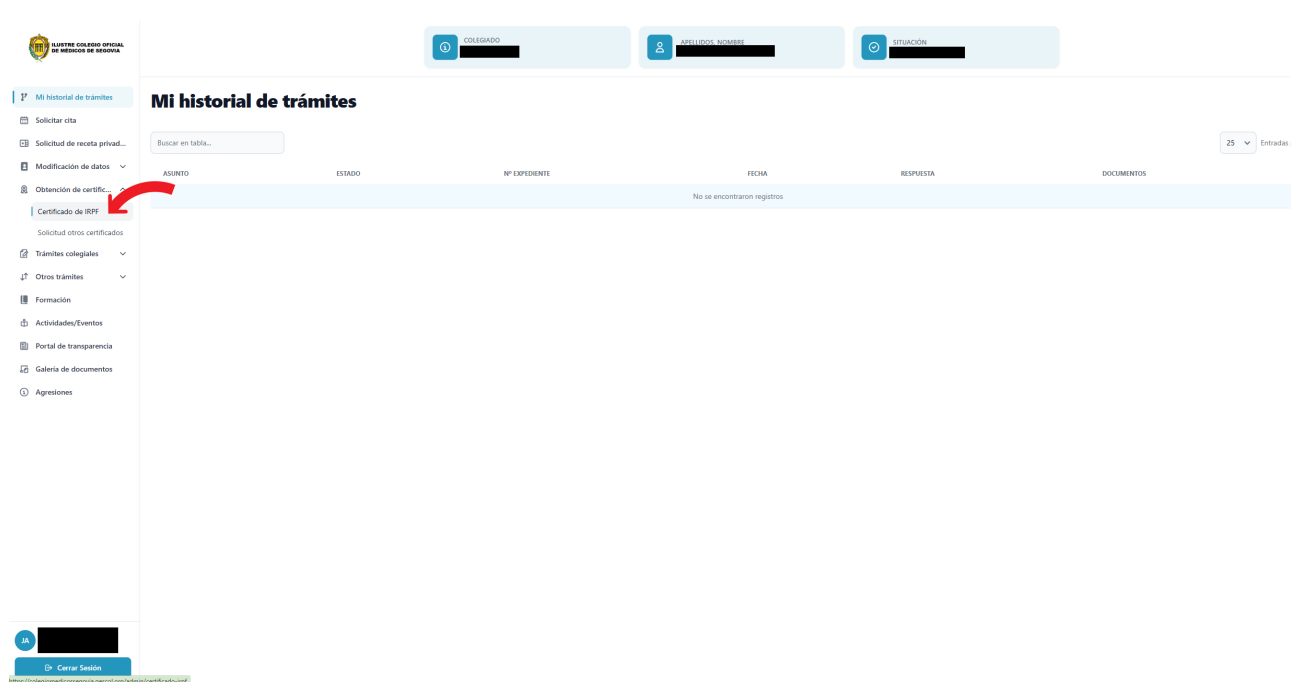 ILUSTRE COLEGIO OFICIAL
DE MÉDICOS DE SEGOVIA
COLEGIADO
APELLIDOS, NOMBRE
SITUACIÓN
Mi historial de trámites
Solicitar cita
Solicitud de receta privad...
Modificación de datos
Obtención de certific...
Certificado de IRPF
Solicitud otros certificados
Trámites colegiales
Otros trámites
Formación
Actividades/Eventos
Portal de transparencia
Galería de documentos
Agresiones
Mi historial de trámites
Buscar en tabla...
25 Entradas
ASUNTO ESTADO Nº EXPEDIENTE FECHA RESPUESTA DOCUMENTOS
No se encontraron registros
JA
Cerrar Sesión